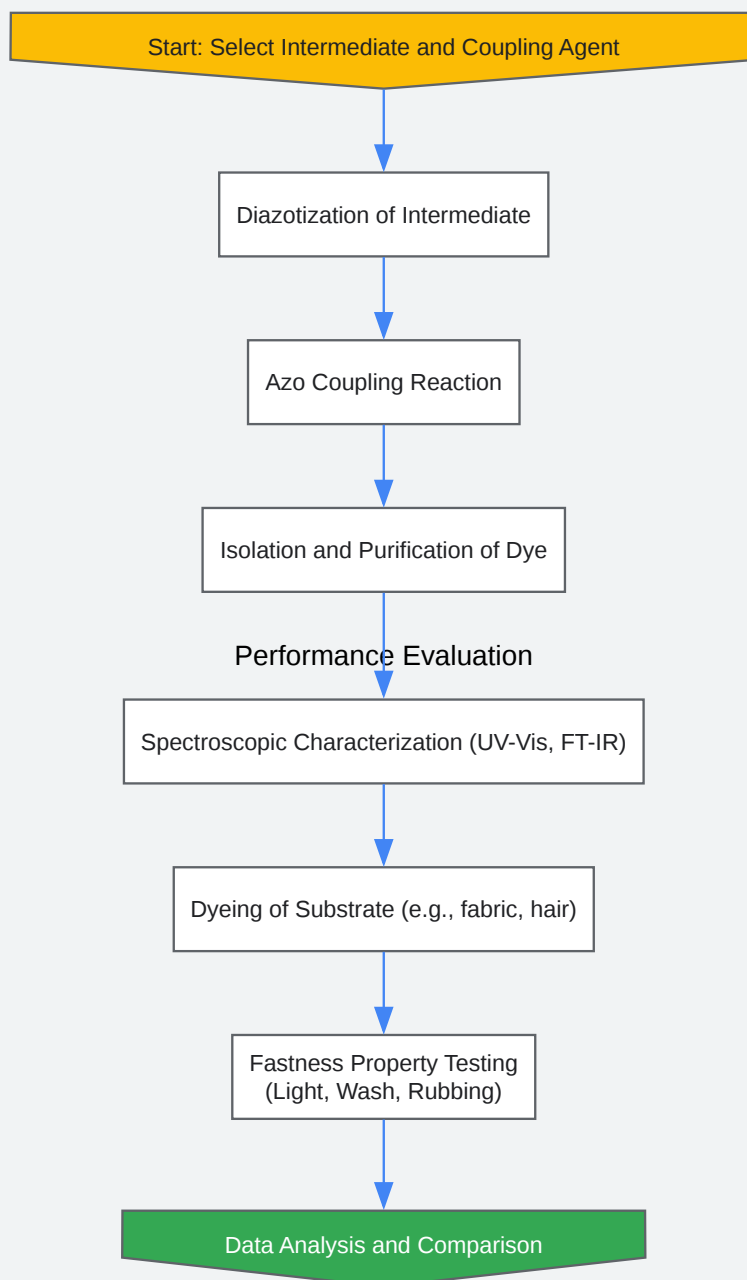 Start: Select Intermediate and Coupling Agent
Diazotization of Intermediate
Azo Coupling Reaction
Isolation and Purification of Dye
Performance Evaluation
Spectroscopic Characterization (UV-Vis, FT-IR)
Dyeing of Substrate (e.g., fabric, hair)
Fastness Property Testing
(Light, Wash, Rubbing)
Data Analysis and Comparison